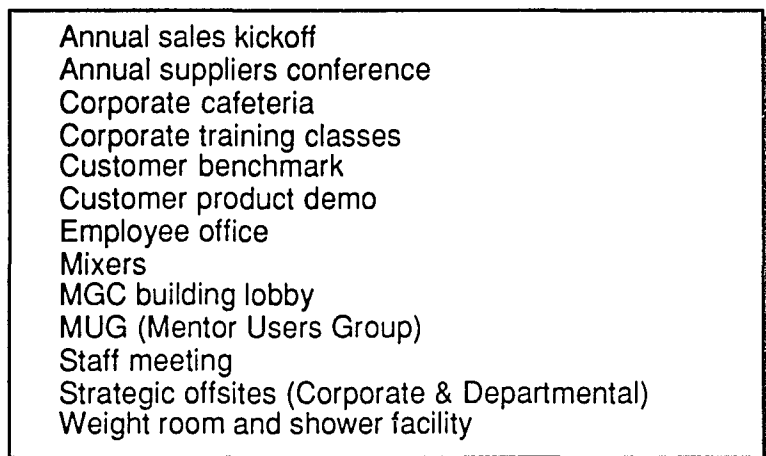 Annual sales kickoff
Annual suppliers conference
Corporate cafeteria
Corporate training classes
Customer benchmark
Customer product demo
Employee office
Mixers
MGC building lobby
MUG (Mentor Users Group)
Staff meeting
Strategic offsites (Corporate & Departmental)
Weight room and shower facility